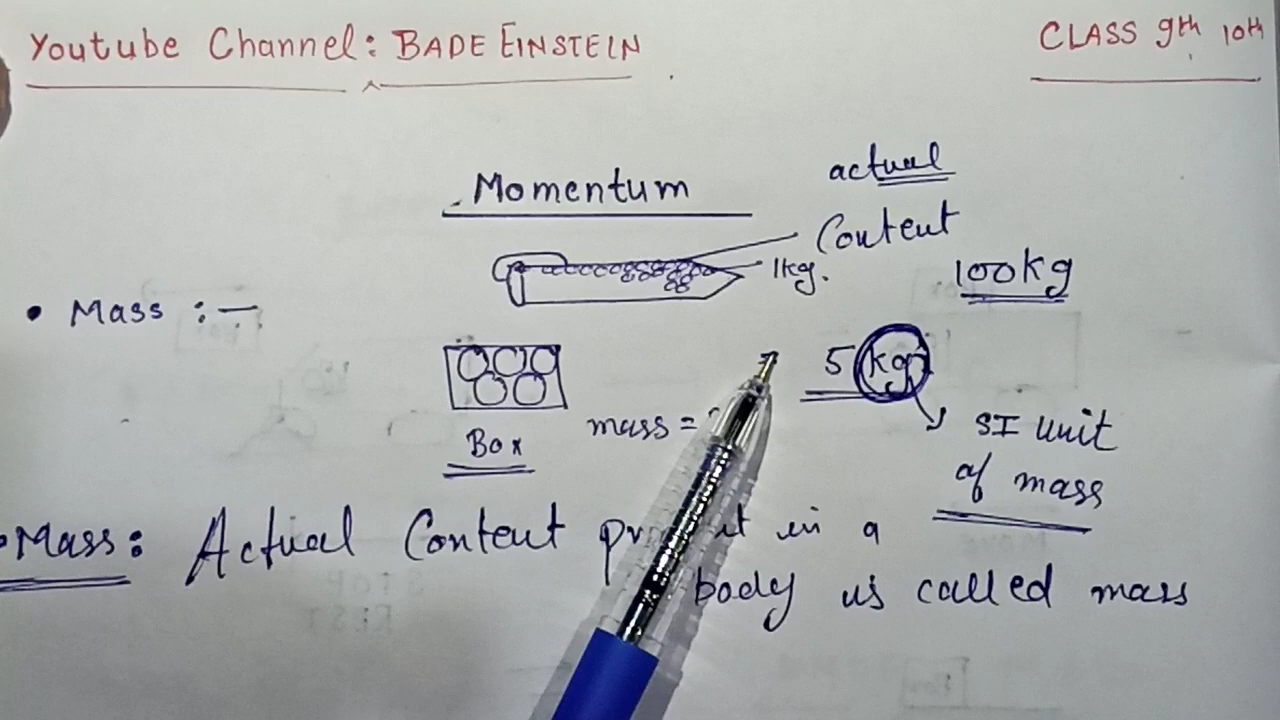 Youtube Channel: BADE EINSTEIN
CLASS 9th 10th
Momentum
actual
Content
1kg.
100kg
• Mass :—
5 kg
SI Unit
of mass
mass =
Box
• Mass: Actual Content in a
body is called mass